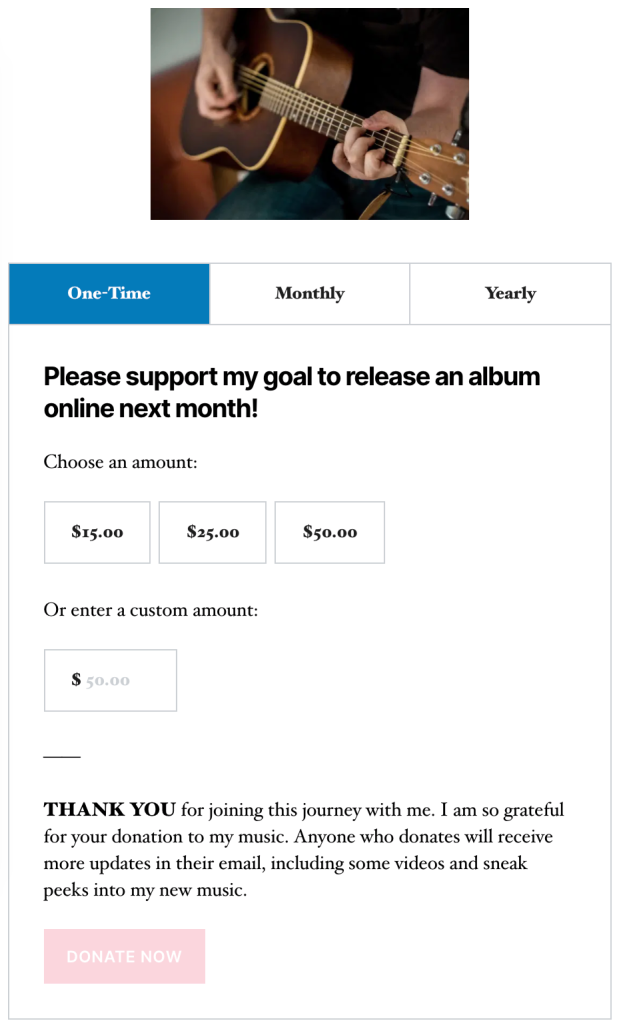 One-Time
Monthly
Yearly
Please support my goal to release an album
online next month!
Choose an amount:
$15.00
$25.00
$50.00
Or enter a custom amount:
$ 50.00
THANK YOU for joining this journey with me. I am so grateful
for your donation to my music. Anyone who donates will receive
more updates in their email, including some videos and sneak
peeks into my new music.
DONATE NOW